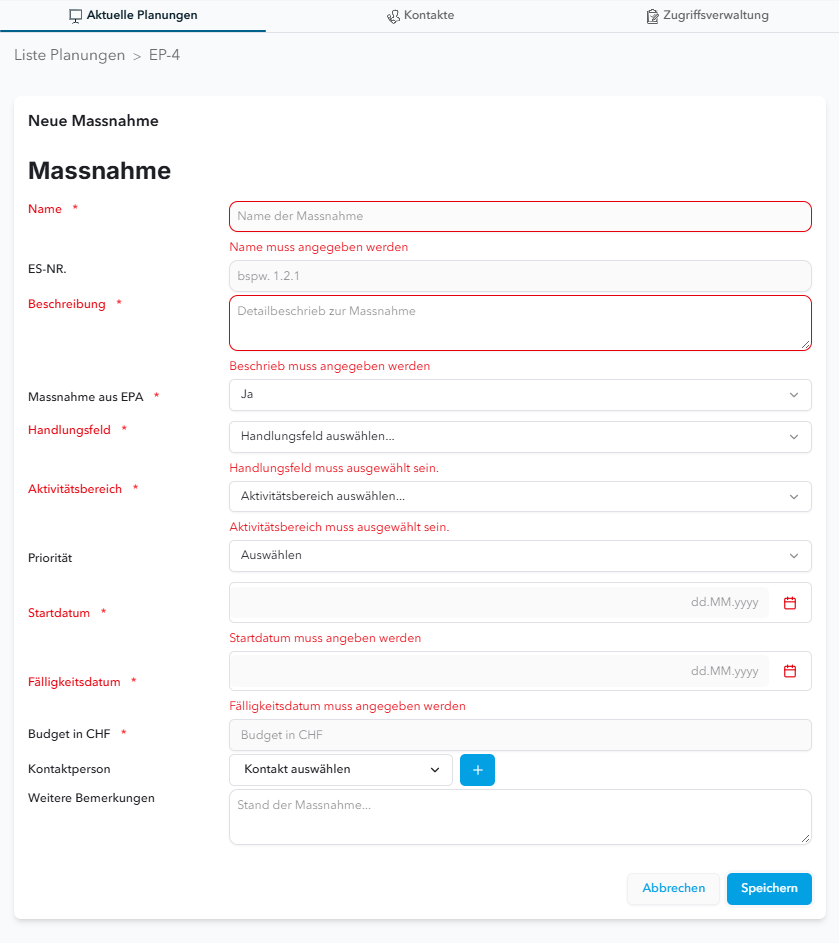 Aktuelle Planungen Kontakte Zugriffsverwaltung
Liste Planungen > EP-4
Neue Massnahme
Massnahme
Name * Name der Massnahme
Name muss angegeben werden
ES-NR. bspw. 1.2.1
Beschreibung * Detailbeschrieb zur Massnahme
Beschrieb muss angegeben werden
Massnahme aus EPA * Ja
Handlungsfeld * Handlungsfeld auswählen...
Handlungsfeld muss ausgewählt sein.
Aktivitätsbereich * Aktivitätsbereich auswählen...
Aktivitätsbereich muss ausgewählt sein.
Priorität Auswählen
Startdatum * dd.MM.yyyy
Startdatum muss angeben werden
Fälligkeitsdatum * dd.MM.yyyy
Fälligkeitsdatum muss angegeben werden
Budget in CHF * Budget in CHF
Kontaktperson Kontakt auswählen +
Weitere Bemerkungen Stand der Massnahme...
Abbrechen Speichern